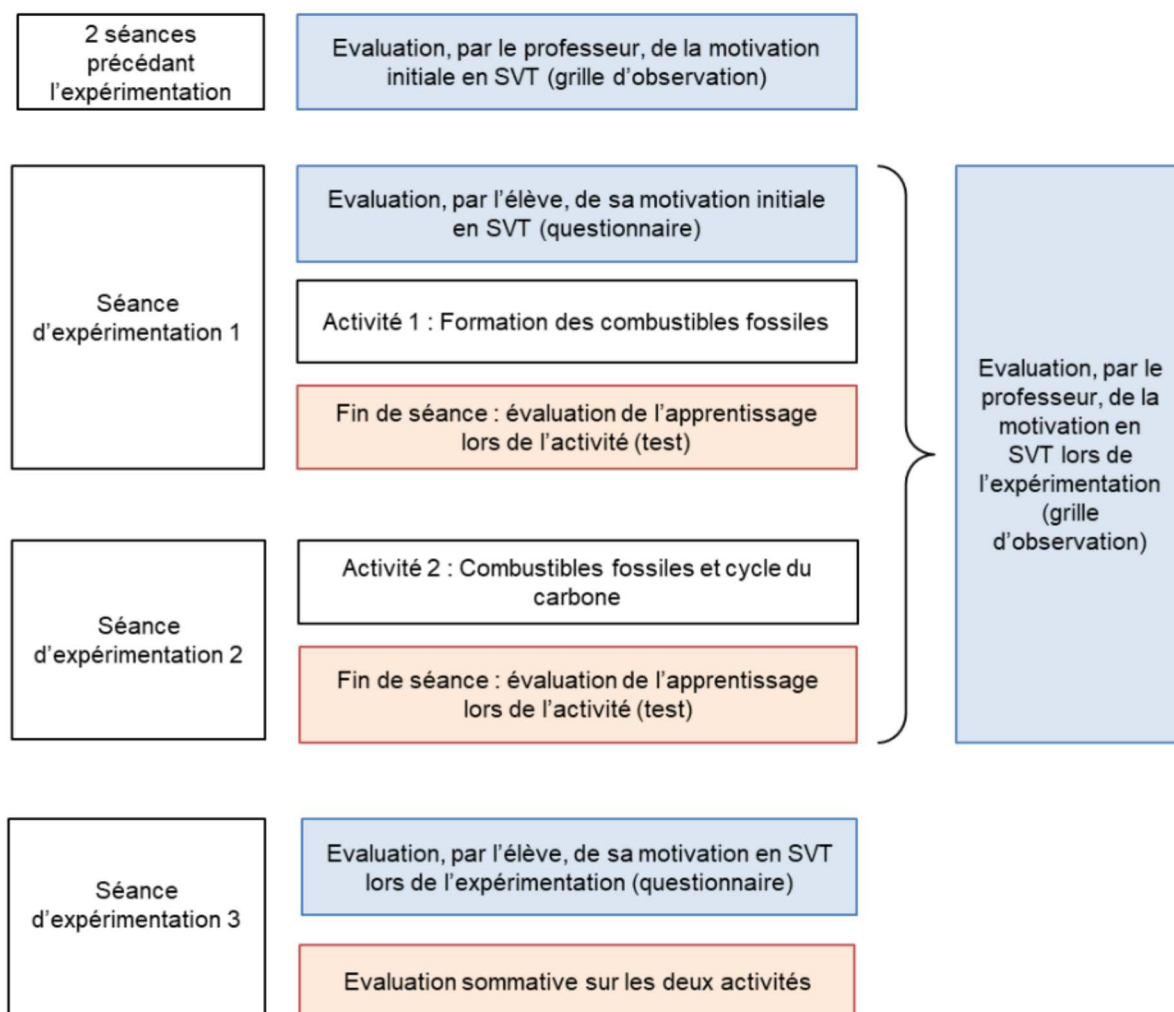 2 séances
précédant
l'expérimentation
Evaluation, par le professeur, de la motivation
initiale en SVT (grille d'observation)
Séance
d'expérimentation 1
Evaluation, par l'élève, de sa motivation initiale
en SVT (questionnaire)
Activité 1 : Formation des combustibles fossiles
Fin de séance : évaluation de l'apprentissage
lors de l'activité (test)
Séance
d'expérimentation 2
Activité 2 : Combustibles fossiles et cycle du
carbone
Fin de séance : évaluation de l'apprentissage
lors de l'activité (test)
Evaluation, par le
professeur, de la
motivation en
SVT lors de
l'expérimentation
(grille
d'observation)
Séance
d'expérimentation 3
Evaluation, par l'élève, de sa motivation en SVT
lors de l'expérimentation (questionnaire)
Evaluation sommative sur les deux activités